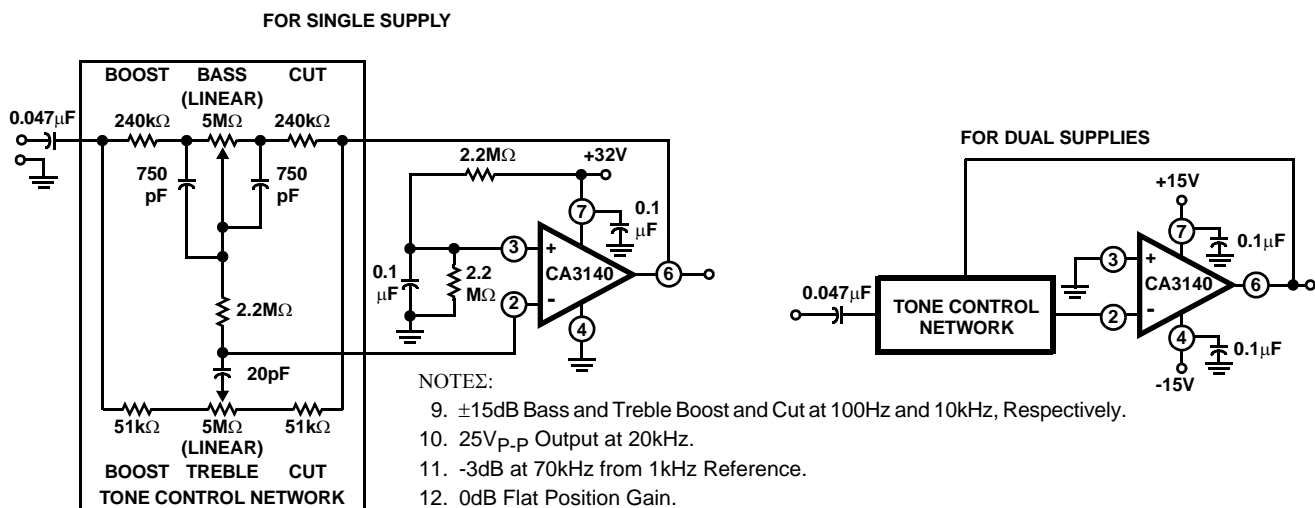 FOR SINGLE SUPPLY
BOOST BASS CUT
(LINEAR)
0.047μF
240kΩ 5MΩ 240kΩ
750
pF
750
pF
2.2MΩ
20pF
51kΩ 5MΩ 51kΩ
(LINEAR)
BOOST TREBLE CUT
TONE CONTROL NETWORK
2.2MΩ
+32V
7
0.1
μF
3
+
CA3140
6
0.1
μF
2.2
MΩ
2
-
4
FOR DUAL SUPPLIES
+15V
7
0.1μF
3
+
CA3140
6
0.047μF
TONE CONTROL
NETWORK
2
-
4
0.1μF
-15V
NOTEΣ:
9. ±15dB Bass and Treble Boost and Cut at 100Hz and 10kHz, Respectively.
10. 25VP-P Output at 20kHz.
11. -3dB at 70kHz from 1kHz Reference.
12. 0dB Flat Position Gain.